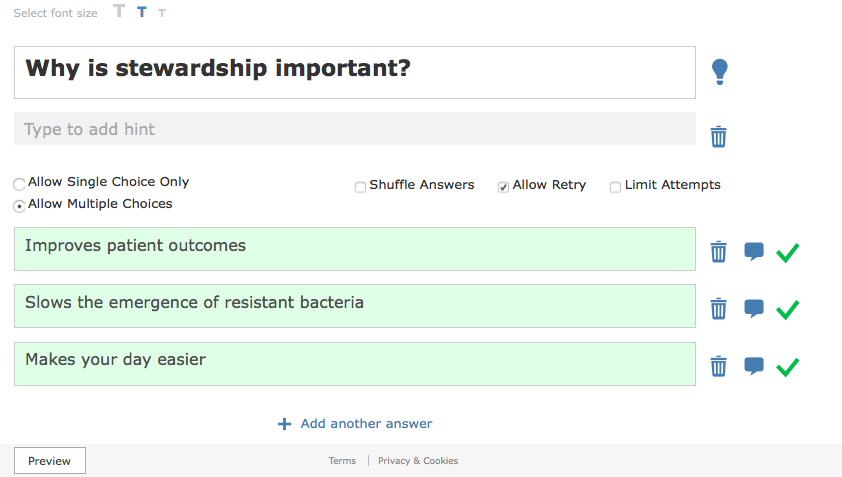 Select font size T T T
Why is stewardship important?
Type to add hint
Allow Single Choice Only
Shuffle Answers
Allow Retry
Limit Attempts
Allow Multiple Choices
Improves patient outcomes
Slows the emergence of resistant bacteria
Makes your day easier
Add another answer
Preview
Terms | Privacy & Cookies